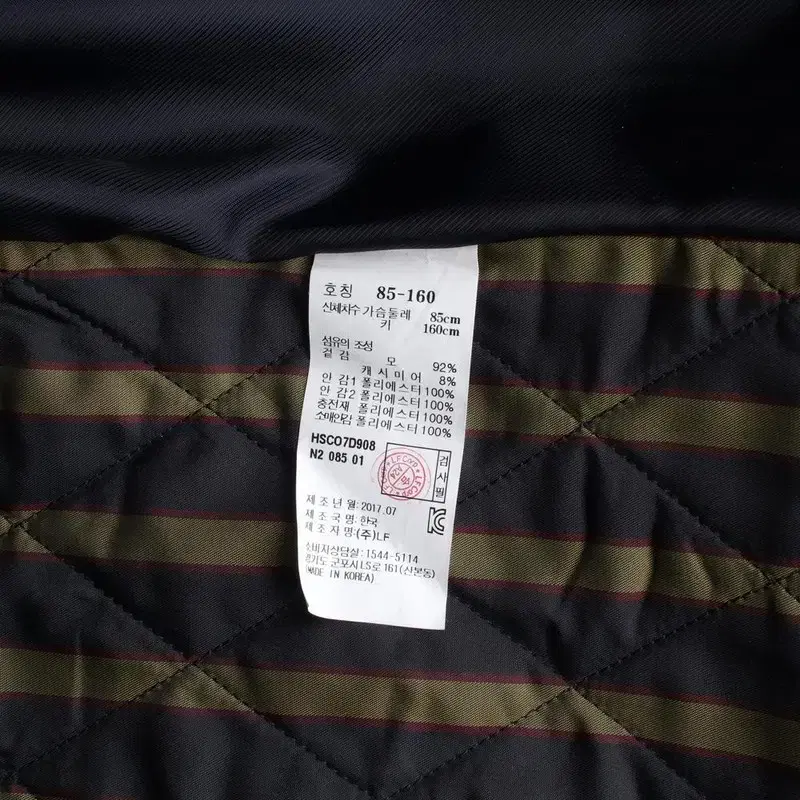 호칭 85-160
신체치수 가슴둘레 85cm
키 160cm
섬유의 조성
겉감 모 92%
캐시미어 8%
안감1 폴리에스터 100%
안감2 폴리에스터 100%
충전재 폴리에스터 100%
소매안감 폴리에스터 100%
HSCO7D908
N2 085 01
검사필
LF Corp
제조년월:2017.07
제조국명:한국
제조자명:(주)LF
소비자상담실:1544-5114
경기도 군포시 LS로 161(산본동)
(MADE IN KOREA)